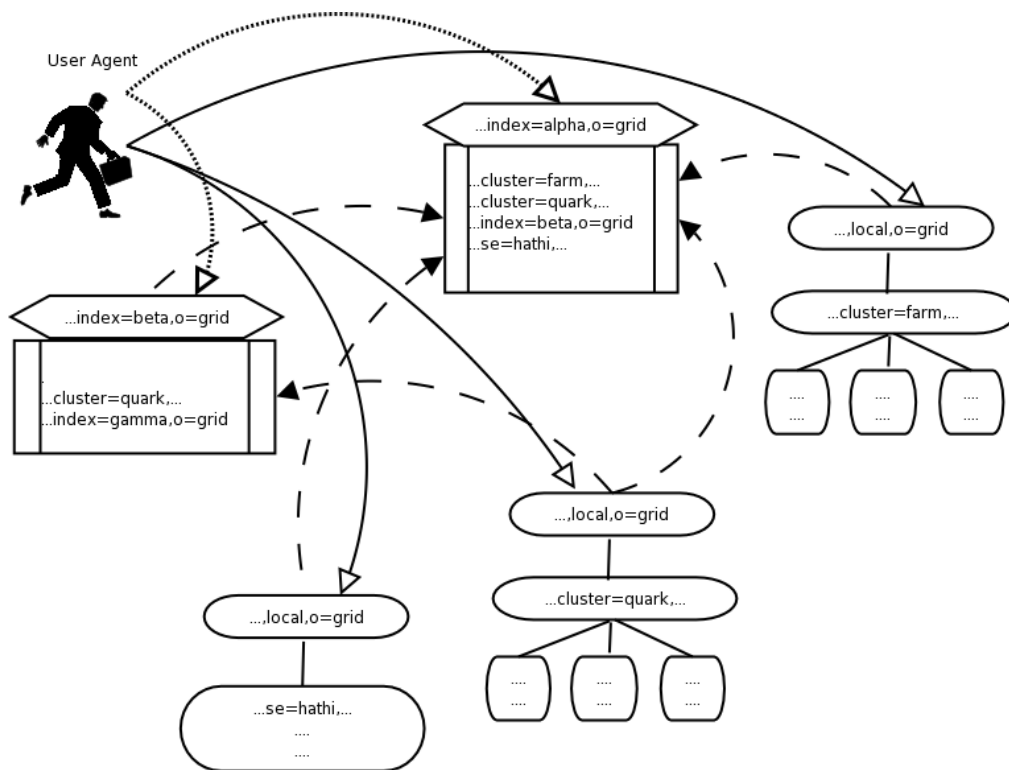 User Agent
...index=alpha,o=grid
...cluster=farm,...
...cluster=quark,...
...index=beta,o=grid
...se=hathi,...
...,local,o=grid
...cluster=farm,...
....
....
....
....
....
....
...index=beta,o=grid
.
...cluster=quark,...
...index=gamma,o=grid
...,local,o=grid
...cluster=quark,...
....
....
....
....
....
....
...,local,o=grid
...se=hathi,...
....
....